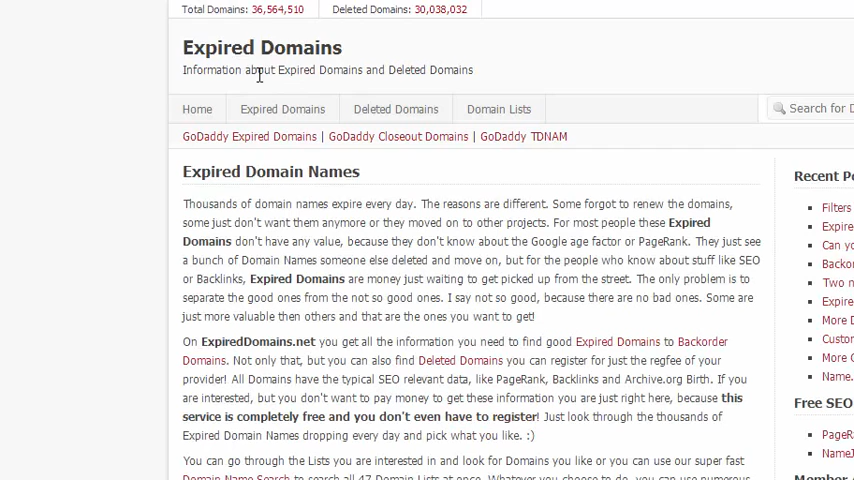 Total Domains: 36,564,510 Deleted Domains: 30,038,032
Expired Domains
Information about Expired Domains and Deleted Domains
Home Expired Domains Deleted Domains Domain Lists Search for D
GoDaddy Expired Domains | GoDaddy Closeout Domains | GoDaddy TDNAM
Expired Domain Names
Thousands of domain names expire every day. The reasons are different. Some forgot to renew the domains,
some just don't want them anymore or they moved on to other projects. For most people these Expired
Domains don't have any value, because they don't know about the Google age factor or PageRank. They just see
a bunch of Domain Names someone else deleted and move on, but for the people who know about stuff like SEO
or Backlinks, Expired Domains are money just waiting to get picked up from the street. The only problem is to
separate the good ones from the not so good ones. I say not so good, because there are no bad ones. Some are
just more valuable then others and that are the ones you want to get!
On ExpiredDomains.net you get all the information you need to find good Expired Domains to Backorder
Domains. Not only that, but you can also find Deleted Domains you can register for just the regfee of your
provider! All Domains have the typical SEO relevant data, like PageRank, Backlinks and Archive.org Birth. If you
are interested, but you don't want to pay money to get these information you are just right here, because this
service is completely free and you don't even have to register! Just look through the thousands of
Expired Domain Names dropping every day and pick what you like. :)
You can go through the Lists you are interested in and look for Domains you like or you can use our super fast
Domain Name Search to search all 47 Domain Lists at once. Whatever you choose to do, you can use numerous
Recent Po
Filters
Expire
Can yo
Backor
Two n
Expire
More D
Custom
More C
Name.
Free SEO
PageRa
NameJ
Member